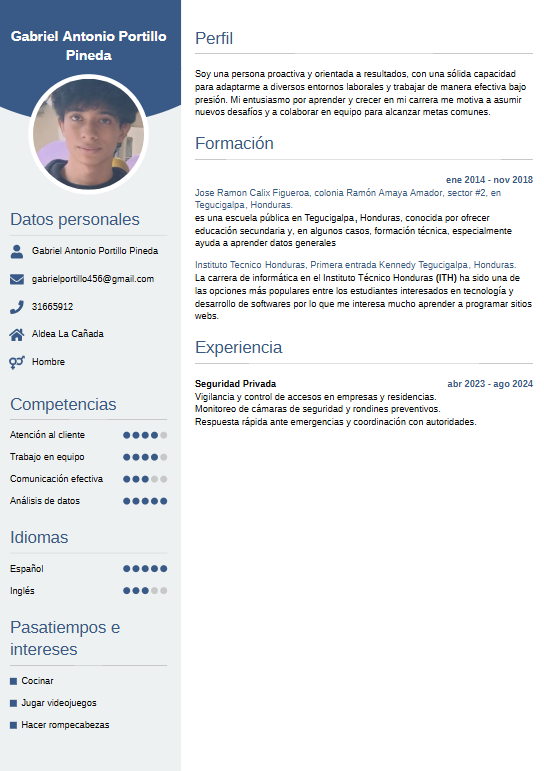 Gabriel Antonio Portillo
Pineda
Datos personales
Gabriel Antonio Portillo Pineda
gabrielportillo456@gmail.com
31665912
Aldea La Cañada
Hombre
Competencias
Atención al cliente
Trabajo en equipo
Comunicación efectiva
Análisis de datos
Idiomas
Español
Inglés
Pasatiempos e
intereses
Cocinar
Jugar videojuegos
Hacer rompecabezas
Perfil
Soy una persona proactiva y orientada a resultados, con una sólida capacidad
para adaptarme a diversos entornos laborales y trabajar de manera efectiva bajo
presión. Mi entusiasmo por aprender y crecer en mi carrera me motiva a asumir
nuevos desafíos y a colaborar en equipo para alcanzar metas comunes.
Formación
ene 2014 - nov 2018
Jose Ramon Calix Figueroa, colonia Ramón Amaya Amador, sector #2, en
Tegucigalpa, Honduras.
es una escuela pública en Tegucigalpa, Honduras, conocida por ofrecer
educación secundaria y, en algunos casos, formación técnica, especialmente
ayuda a aprender datos generales
Instituto Tecnico Honduras, Primera entrada Kennedy Tegucigalpa, Honduras.
La carrera de informática en el Instituto Técnico Honduras (ITH) ha sido una de
las opciones más populares entre los estudiantes interesados en tecnología y
desarrollo de softwares por lo que me interesa mucho aprender a programar sitios
webs.
Experiencia
Seguridad Privada abr 2023 - ago 2024
Vigilancia y control de accesos en empresas y residencias.
Monitoreo de cámaras de seguridad y rondines preventivos.
Respuesta rápida ante emergencias y coordinación con autoridades.